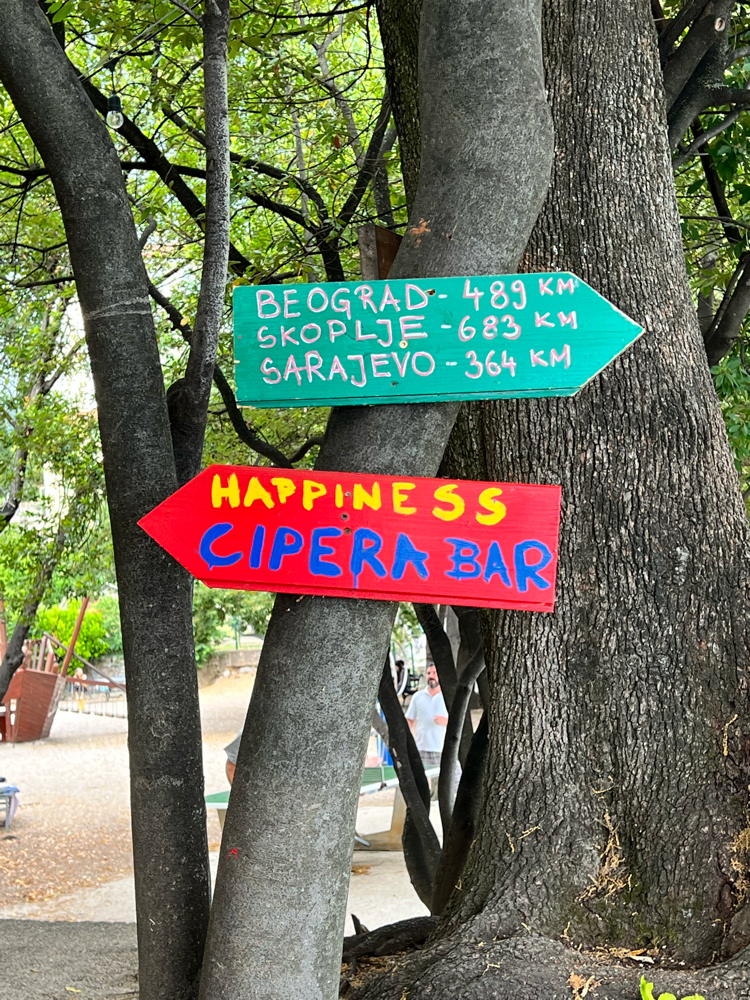 BEOGRAD - 489 KM
SKOPLJE - 683 KM
SARAJEVO - 364 KM
HAPPINESS
CIPERA BAR